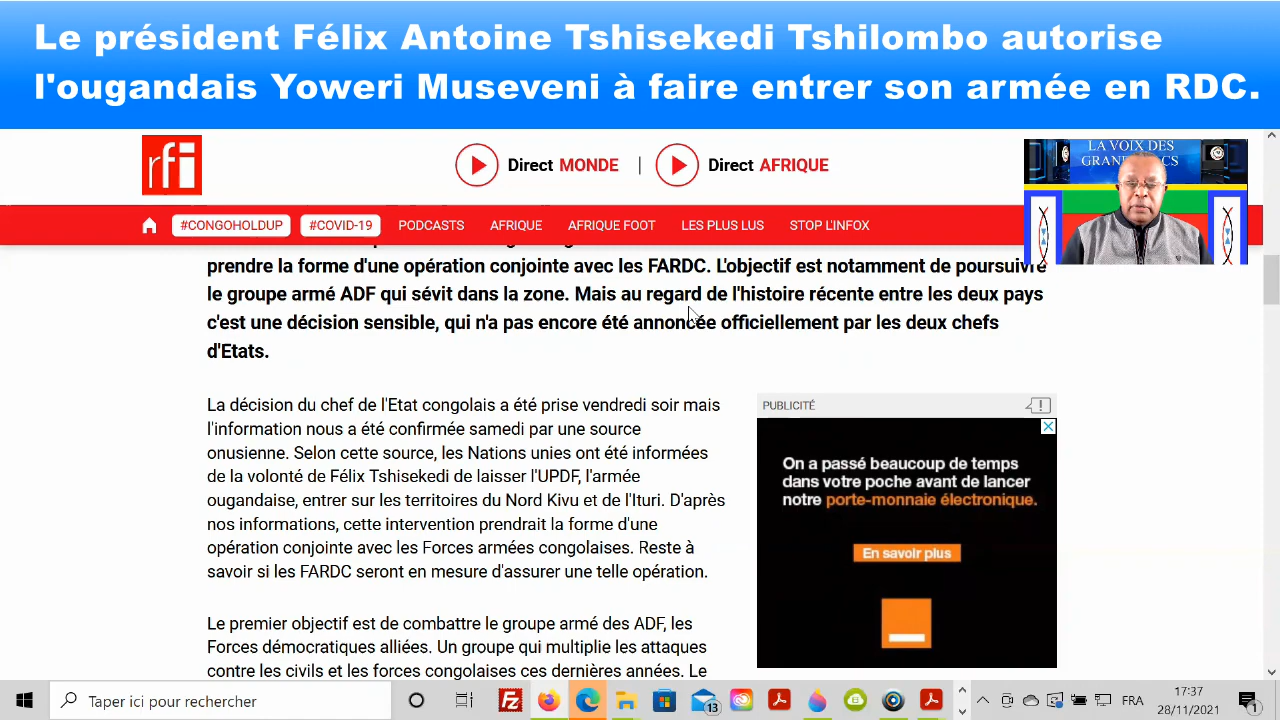 Le président Félix Antoine Tshisekedi Tshilombo autorise
l'ougandais Yoweri Museveni à faire entrer son armée en RDC.
rfi
Direct MONDE | Direct AFRIQUE
LA VOIX DES
#CONGOHOLDUP #COVID-19 PODCASTS AFRIQUE AFRIQUE FOOT LES PLUS LUS STOP L'INFOX
prendre la forme d'une opération conjointe avec les FARDC. L'objectif est notamment de poursuivre
le groupe armé ADF qui sévit dans la zone. Mais au regard de l'histoire récente entre les deux pays
c'est une décision sensible, qui n'a pas encore été annoncée officiellement par les deux chefs
d'Etats.
La décision du chef de l'Etat congolais a été prise vendredi soir mais
l'information nous a été confirmée samedi par une source
onusienne. Selon cette source, les Nations unies ont été informées
de la volonté de Félix Tshisekedi de laisser l'UPDF, l'armée
ougandaise, entrer sur les territoires du Nord Kivu et de l'Ituri. D'après
nos informations, cette intervention prendrait la forme d'une
opération conjointe avec les Forces armées congolaises. Reste à
savoir si les FARDC seront en mesure d'assurer une telle opération.
Le premier objectif est de combattre le groupe armé des ADF, les
Forces démocratiques alliées. Un groupe qui multiplie les attaques
contre les civils et les forces congolaises ces dernières années. Le
PUBLICITÉ
On a passé beaucoup de temps
dans votre poche avant de lancer
notre porte-monnaie électronique.
En savoir plus
Taper ici pour rechercher
13
FRA
17:37
28/11/2021
1